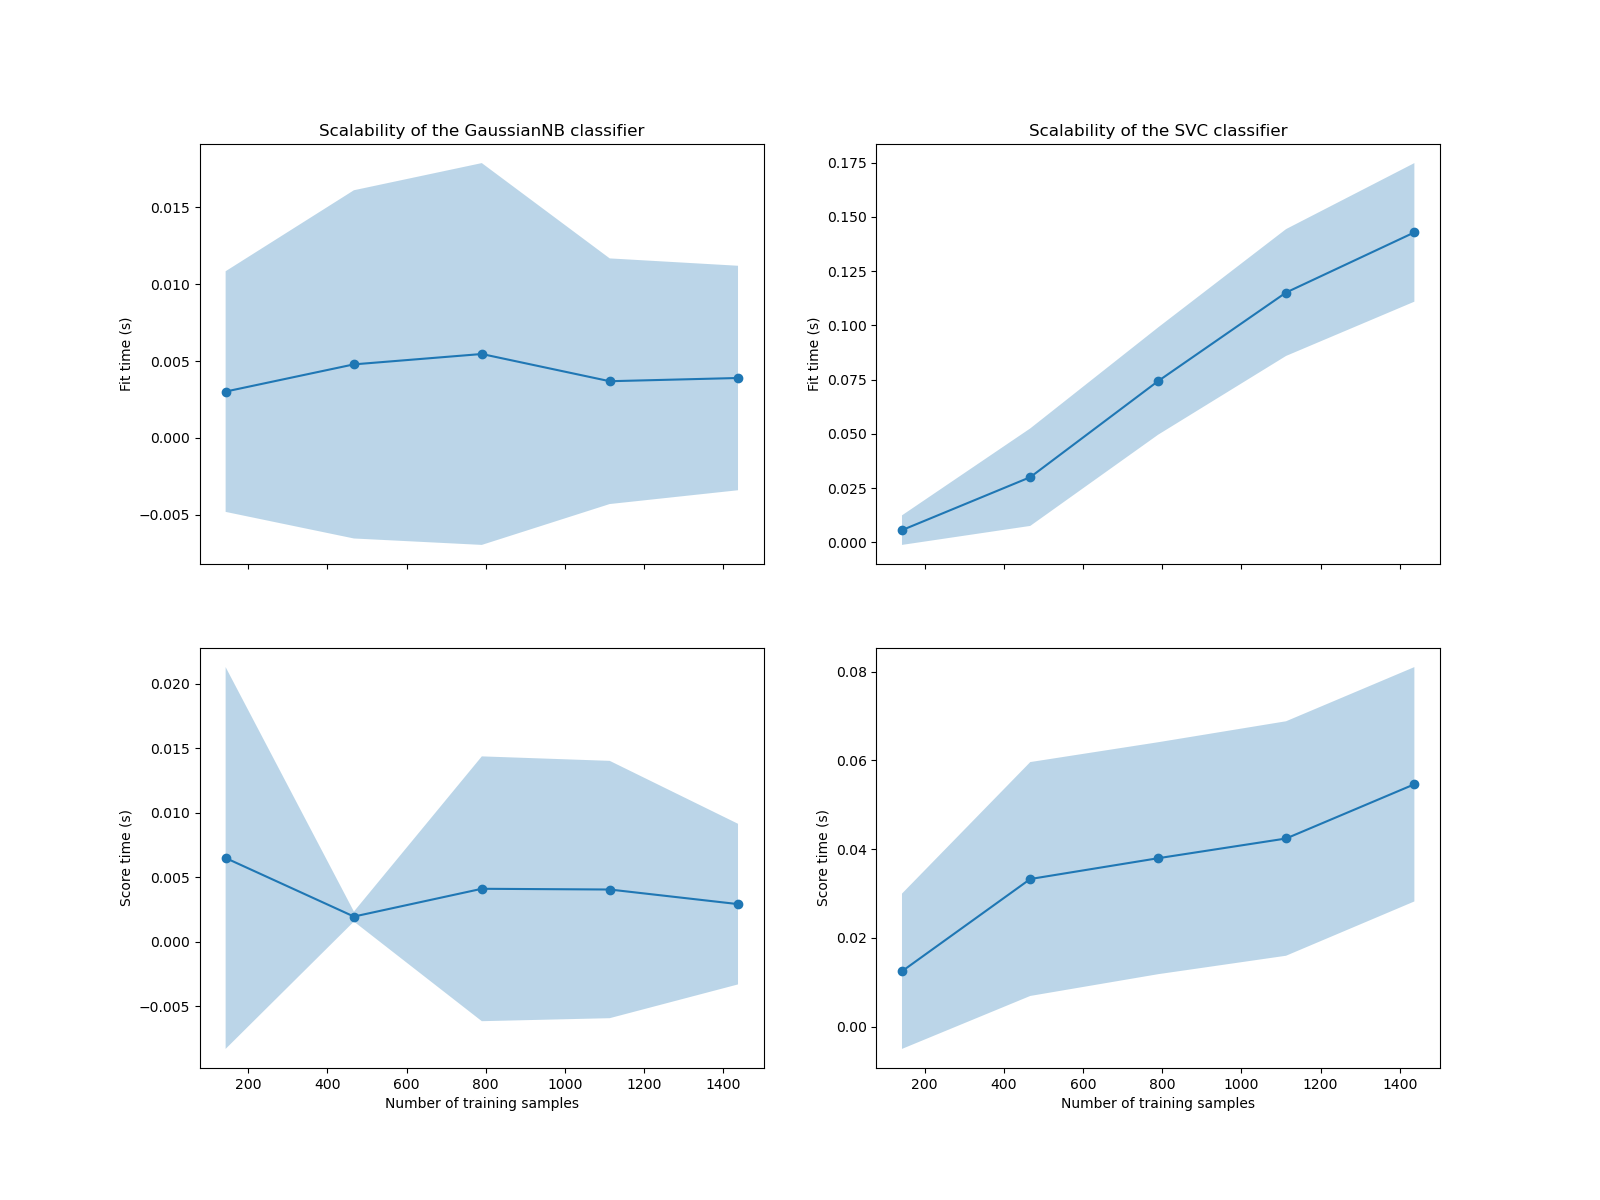 Scalability of the GaussianNB classifier
0.015
0.010
0.005
0.000
−0.005
Fit time (s)
Scalability of the SVC classifier
0.175
0.150
0.125
0.100
0.075
0.050
0.025
0.000
Fit time (s)
0.020
0.015
0.010
0.005
0.000
−0.005
Score time (s)
200 400 600 800 1000 1200 1400
Number of training samples
0.08
0.06
0.04
0.02
0.00
Score time (s)
200 400 600 800 1000 1200 1400
Number of training samples